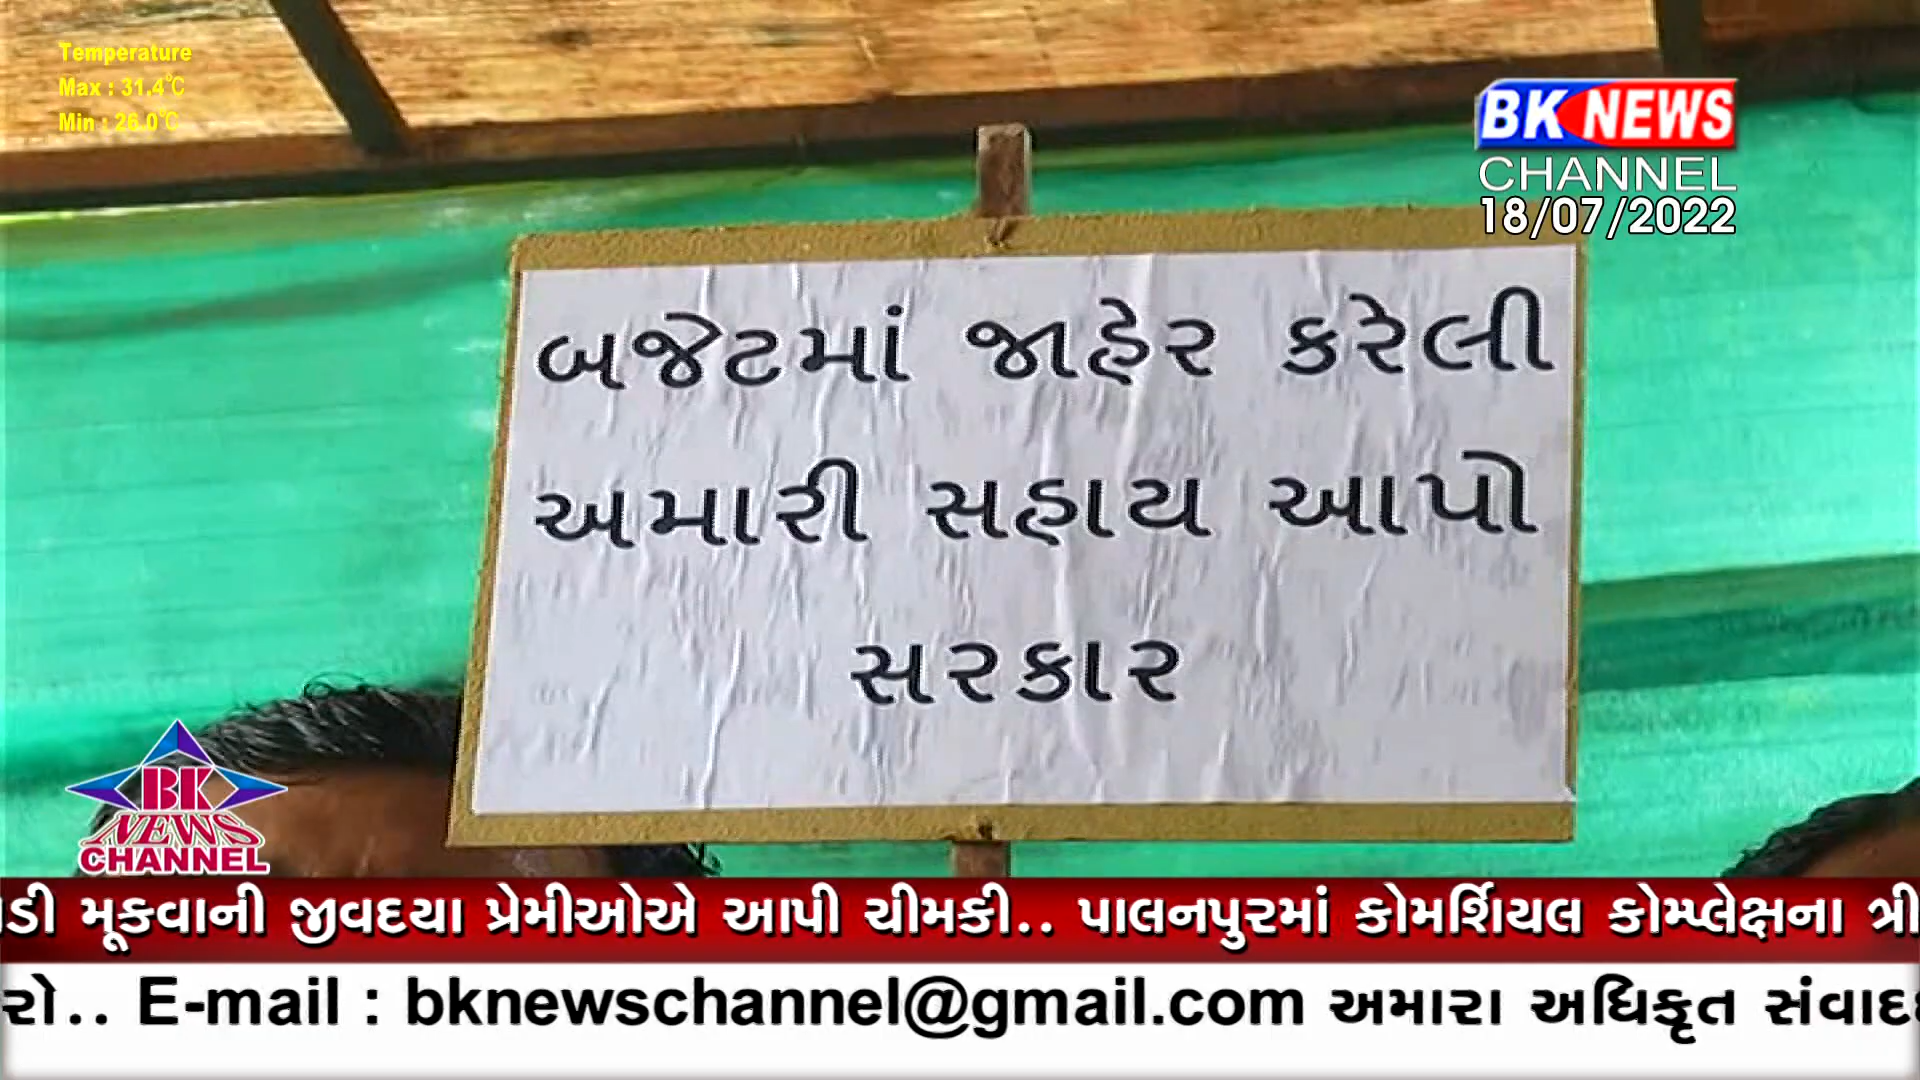 Temperature
Max : 31.4℃
Min : 26.0℃
BK NEWS
CHANNEL
18/07/2022
બજેટમાં જાહેર કરેલી
અમારી સહાય આપો
સરકાર
BK
NEWS
CHANNEL
મૂકવાની જીવદયા પ્રેમીઓએ આપી ચીમકી.. પાલનપુરમાં કોમર્શિયલ કોમ્પ્લેક્ષના
E-mail : bknewschannel@gmail.com અમારા અધિકૃત